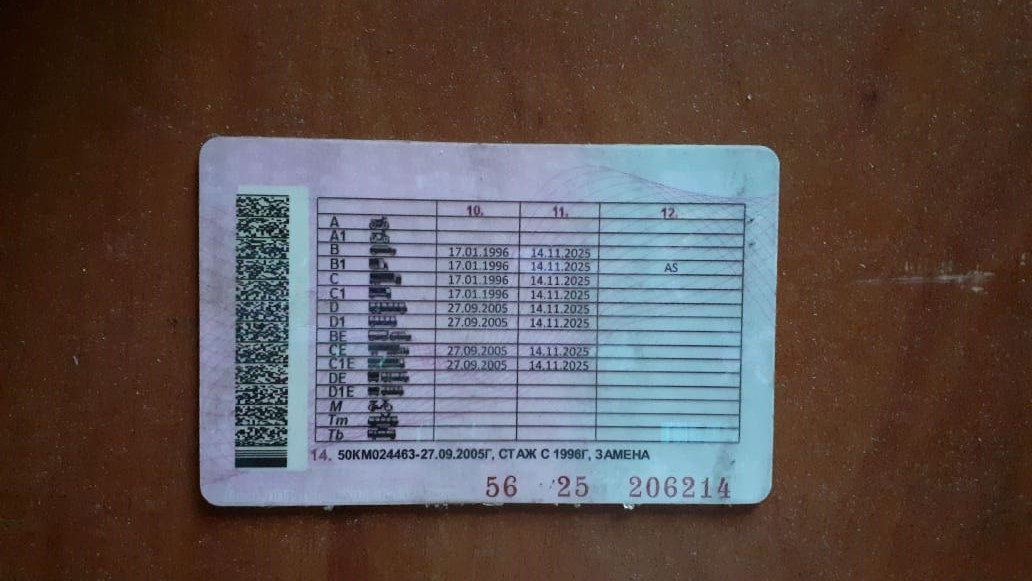 10. 11. 12.
A
A1
B 17.01.1996 14.11.2025
B1 17.01.1996 14.11.2025 AS
C 17.01.1996 14.11.2025
C1 17.01.1996 14.11.2025
D 27.09.2005 14.11.2025
D1 27.09.2005 14.11.2025
BE
CE 27.09.2005 14.11.2025
C1E 27.09.2005 14.11.2025
DE
D1E
M
Tm
Tb
14. 50КМ024463-27.09.2005Г, СТАЖ С 1996Г, ЗАМЕНА
56 25 206214